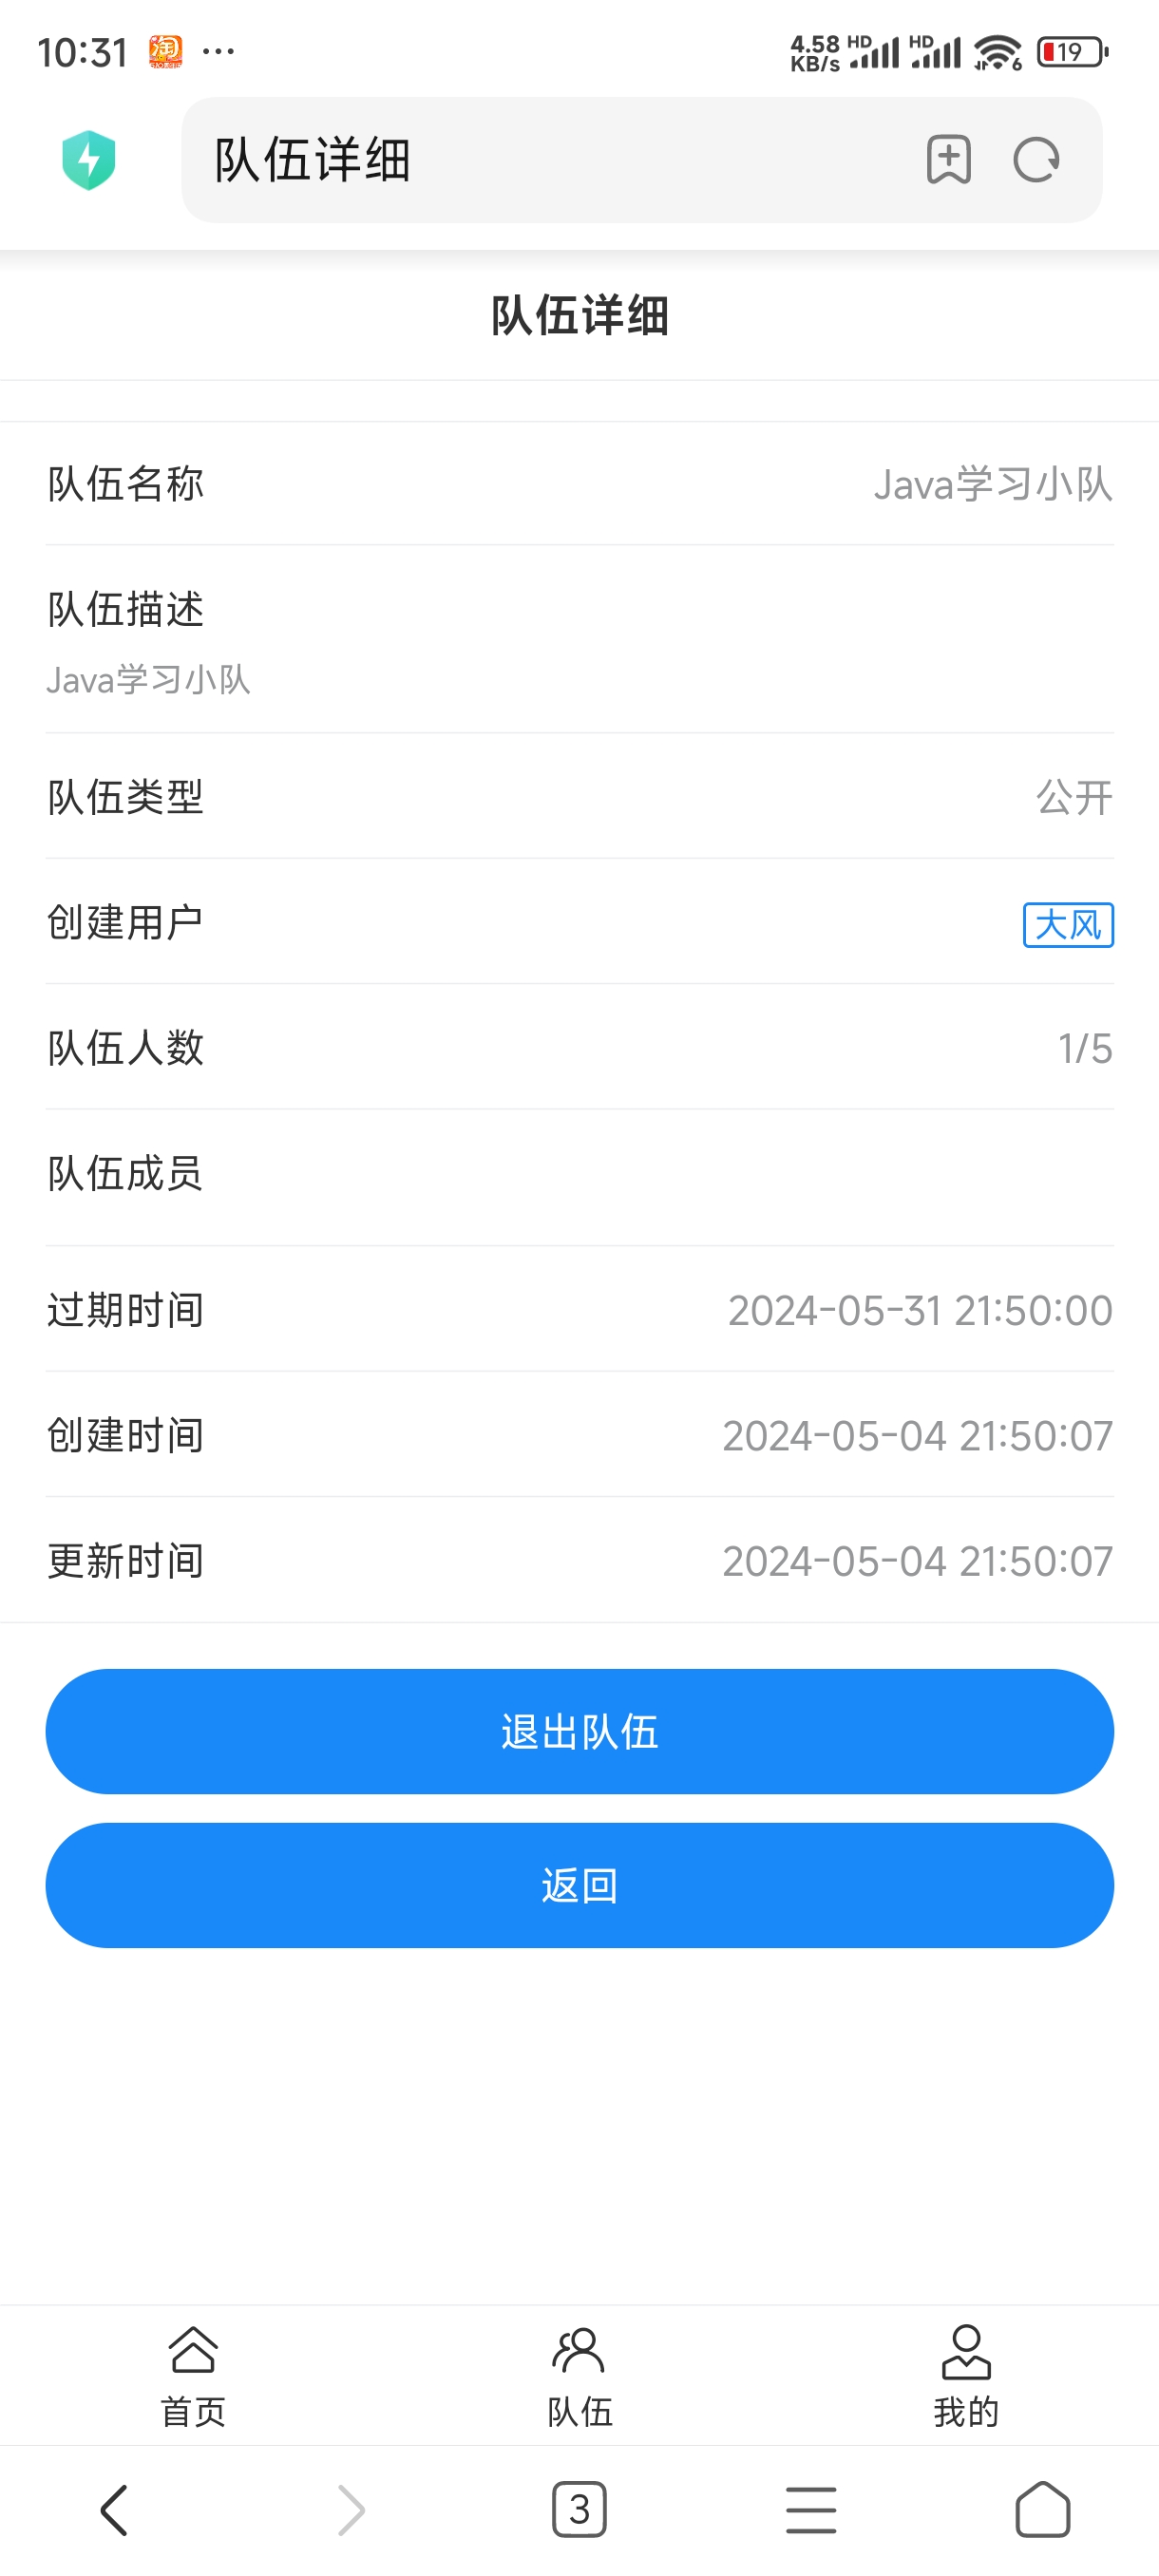 10:31 淘 ... 4.58 KB/s HD HD 6 19
队伍详细
队伍详细
队伍名称 Java学习小队
队伍描述
Java学习小队
队伍类型 公开
创建用户 大风
队伍人数 1/5
队伍成员
过期时间 2024-05-31 21:50:00
创建时间 2024-05-04 21:50:07
更新时间 2024-05-04 21:50:07
退出队伍
返回
首页 队伍 我的
3